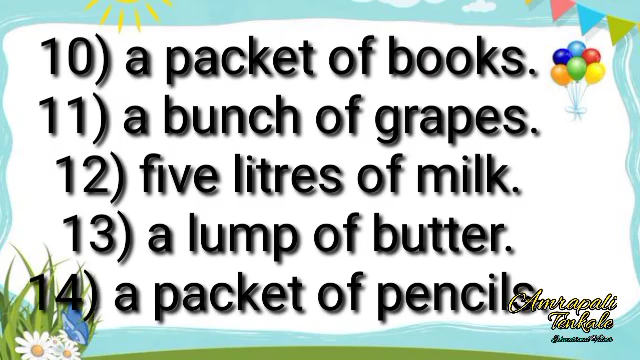 10) a packet of books.
11) a bunch of grapes.
12) five litres of milk.
13) a lump of butter.
14) a packet of pencils
Amrapali
Tenkale